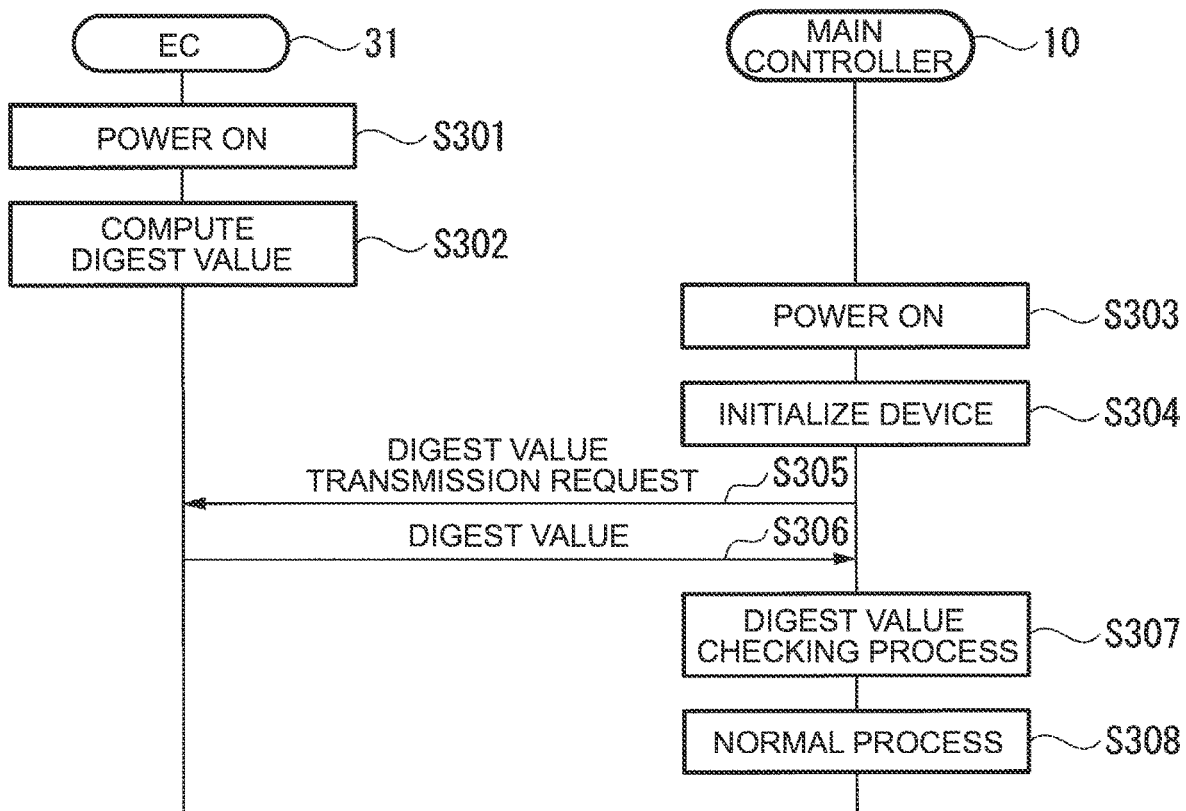 EC
31
MAIN
CONTROLLER
10
POWER ON
S301
COMPUTE
DIGEST VALUE
S302
POWER ON
S303
INITIALIZE DEVICE
S304
DIGEST VALUE
TRANSMISSION REQUEST
S305
DIGEST VALUE
S306
DIGEST VALUE
CHECKING PROCESS
S307
NORMAL PROCESS
S308